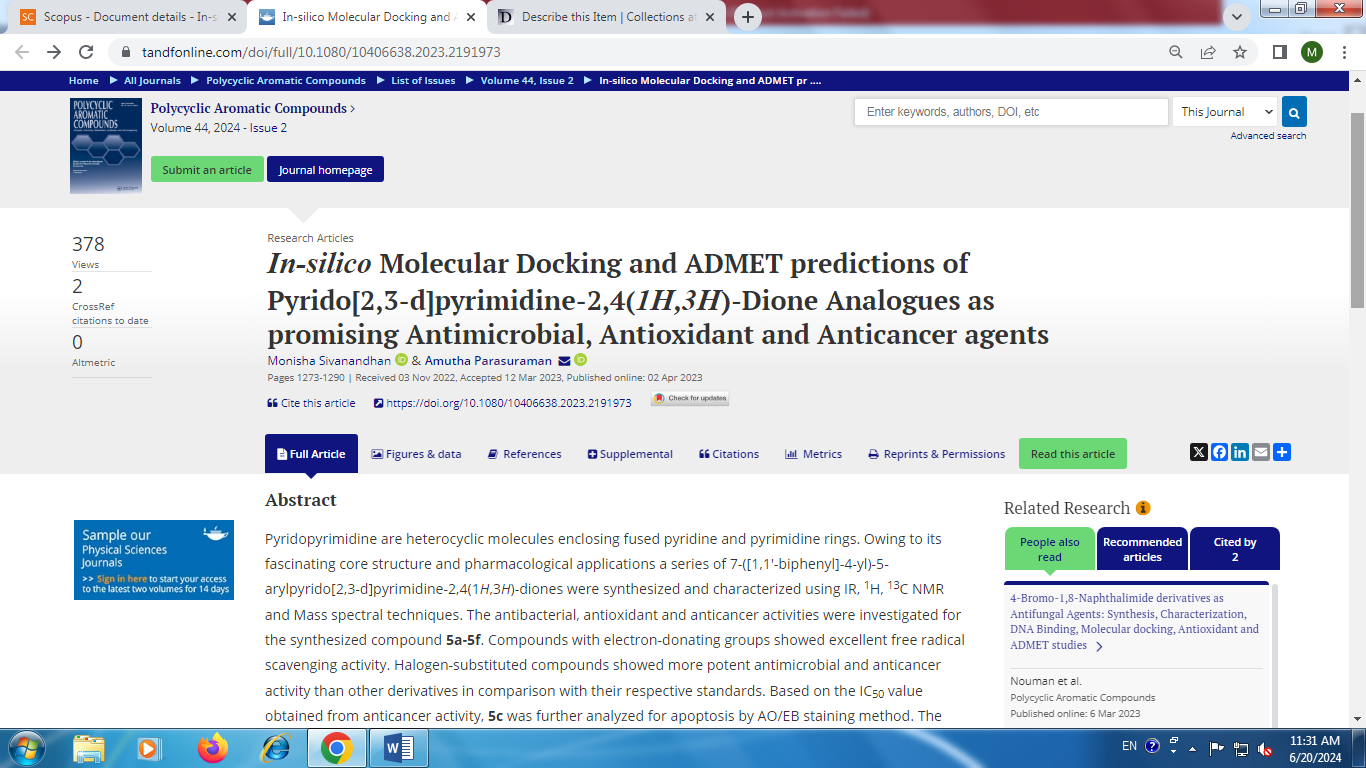 Scopus - Document details - In-s
In-silico Molecular Docking and A
Describe this Item | Collections at
tandfonline.com/doi/full/10.1080/10406638.2023.2191973
M
Home ▶ All Journals ▶ Polycyclic Aromatic Compounds ▶ List of Issues ▶ Volume 44, Issue 2 ▶ In-silico Molecular Docking and ADMET pr ....
POLYCYCLIC
AROMATIC
COMPOUNDS
Polycyclic Aromatic Compounds >
Volume 44, 2024 - Issue 2
Submit an article
Journal homepage
Enter keywords, authors, DOI, etc
This Journal
Advanced search
378
Views
2
CrossRef
citations to date
0
Altmetric
Research Articles
In-silico Molecular Docking and ADMET predictions of
Pyrido[2,3-d]pyrimidine-2,4(1H,3H)-Dione Analogues as
promising Antimicrobial, Antioxidant and Anticancer agents
Monisha Sivanandhan iD & Amutha Parasuraman iD
Pages 1273-1290 | Received 03 Nov 2022, Accepted 12 Mar 2023, Published online: 02 Apr 2023
Cite this article
https://doi.org/10.1080/10406638.2023.2191973
Check for updates
Full Article
Figures & data
References
Supplemental
Citations
Metrics
Reprints & Permissions
Read this article
Abstract
Pyridopyrimidine are heterocyclic molecules enclosing fused pyridine and pyrimidine rings. Owing to its
fascinating core structure and pharmacological applications a series of 7-([1,1'-biphenyl]-4-yl)-5-
arylpyrido[2,3-d]pyrimidine-2,4(1H,3H)-diones were synthesized and characterized using IR, ¹H, ¹³C NMR
and Mass spectral techniques. The antibacterial, antioxidant and anticancer activities were investigated for
the synthesized compound 5a-5f. Compounds with electron-donating groups showed excellent free radical
scavenging activity. Halogen-substituted compounds showed more potent antimicrobial and anticancer
activity than other derivatives in comparison with their respective standards. Based on the IC₅₀ value
obtained from anticancer activity, 5c was further analyzed for apoptosis by AO/EB staining method. The
Sample our
Physical Sciences
Journals
>> Sign in here to start your access
to the latest two volumes for 14 days
Related Research
People also
read
Recommended
articles
Cited by
2
4-Bromo-1,8-Naphthalimide derivatives as
Antifungal Agents: Synthesis, Characterization,
DNA Binding, Molecular docking, Antioxidant and
ADMET studies >
Nouman et al.
Polycyclic Aromatic Compounds
Published online: 6 Mar 2023
EN
11:31 AM
6/20/2024